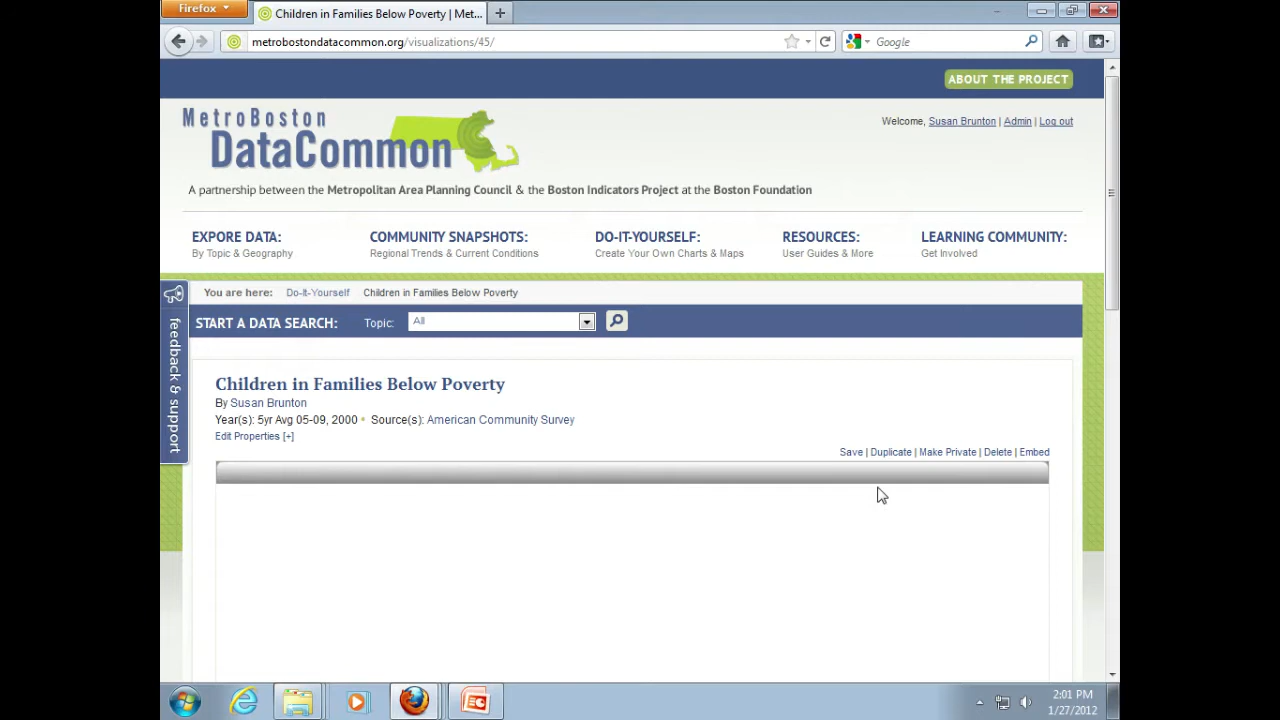 Firefox
Children in Families Below Poverty | Met...
metrobostondatacommon.org/visualizations/45/
Google
ABOUT THE PROJECT
MetroBoston
DataCommon
Welcome, Susan Brunton | Admin | Log out
A partnership between the Metropolitan Area Planning Council & the Boston Indicators Project at the Boston Foundation
EXPORE DATA:
By Topic & Geography
COMMUNITY SNAPSHOTS:
Regional Trends & Current Conditions
DO-IT-YOURSELF:
Create Your Own Charts & Maps
RESOURCES:
User Guides & More
LEARNING COMMUNITY:
Get Involved
You are here: Do-It-Yourself Children in Families Below Poverty
START A DATA SEARCH: Topic: All
feedback & support
Children in Families Below Poverty
By Susan Brunton
Year(s): 5yr Avg 05-09, 2000 • Source(s): American Community Survey
Edit Properties [+]
Save | Duplicate | Make Private | Delete | Embed
2:01 PM
1/27/2012